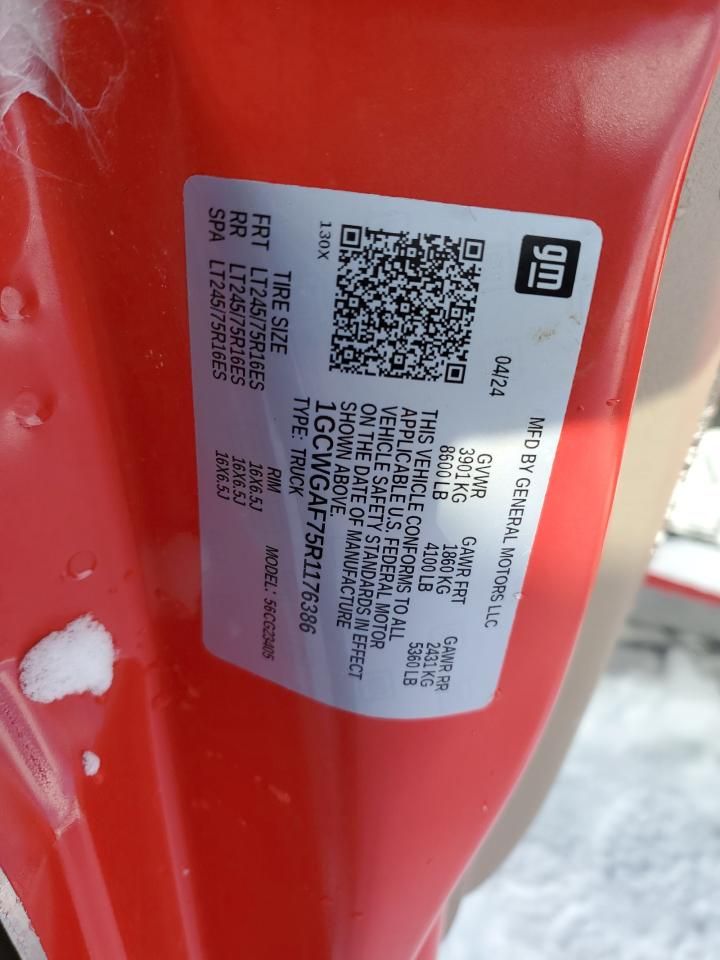 gm
MFD BY GENERAL MOTORS LLC
04/24
GVWR GAWR FRT GAWR RR
3901 KG 1860 KG 2431 KG
8600 LB 4100 LB 5360 LB
THIS VEHICLE CONFORMS TO ALL
APPLICABLE U.S. FEDERAL MOTOR
VEHICLE SAFETY STANDARDS IN EFFECT
ON THE DATE OF MANUFACTURE
SHOWN ABOVE.
1GCWGAF75R1176386
TYPE: TRUCK
MODEL: 56CG23405
130X
TIRE SIZE RIM
FRT LT245/75R16ES 16X6.5J
RR LT245/75R16ES 16X6.5J
SPA LT245/75R16ES 16X6.5J